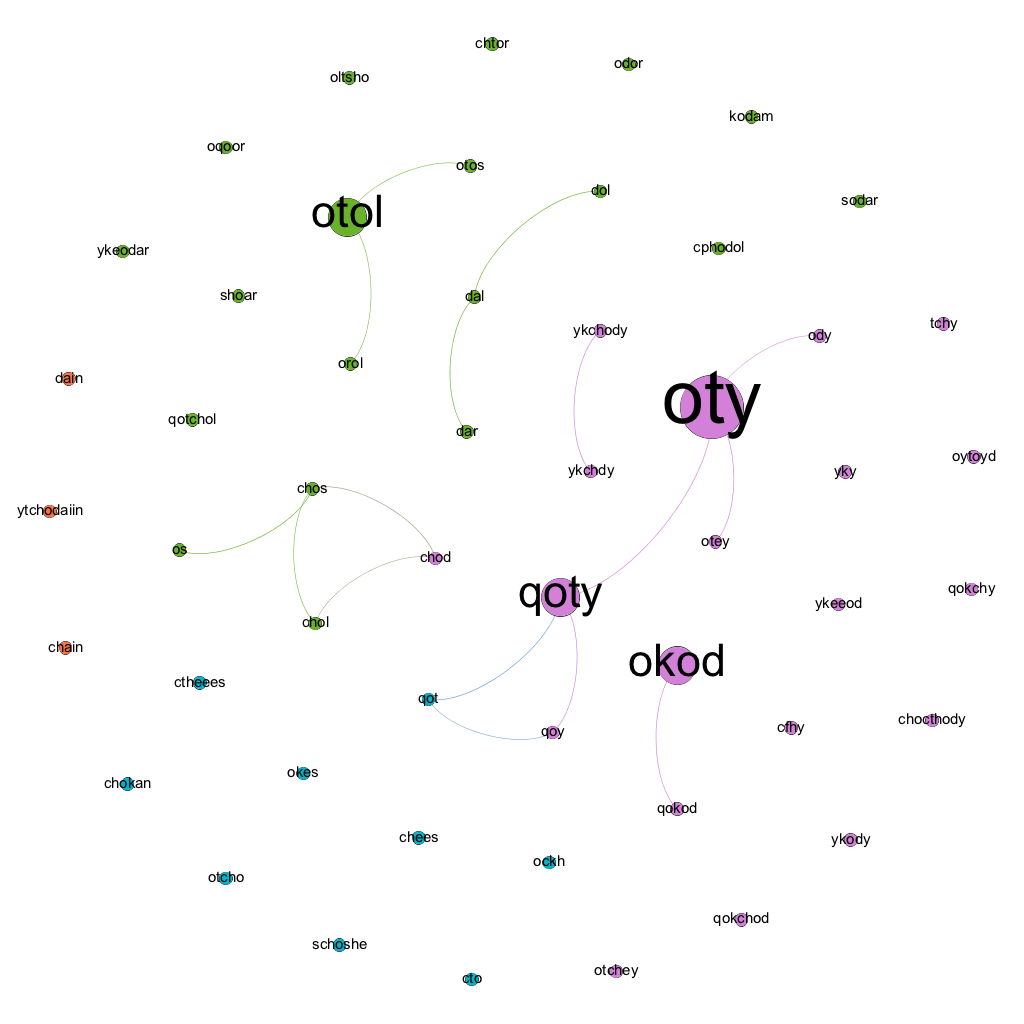 chtor
odor
oltsho
kodam
oqoor
otos
dol
sodar
otol
cphodol
ykeodar
shoar
dal
tchy
ykchody
ody
orol
dain
oty
qotchol
dar
oytoyd
ykchdy
yky
chos
ytchodaiin
otey
os
chod
qokchy
qoty
ykeeod
chol
chain
okod
ctheees
qot
chocthody
cfhy
qoy
okes
chokan
qokod
chees
ykody
ockh
otcho
qokchod
schoshe
otchey
cto